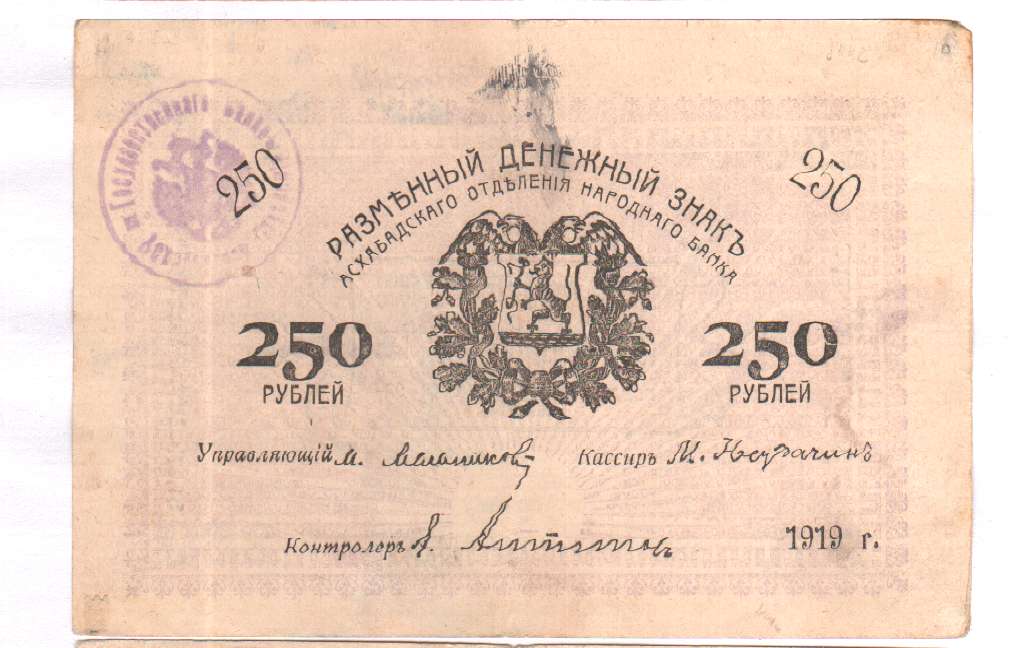 250
250
РАЗМѢННЫЙ ДЕНЕЖНЫЙ ЗНАКЪ
АСХАБАДСКАГО ОТДѢЛЕНІЯ НАРОДНАГО БАНКА
250 250
РУБЛЕЙ РУБЛЕЙ
Управляющій М. Кассиръ М.
Контролеръ А. 1919 г.